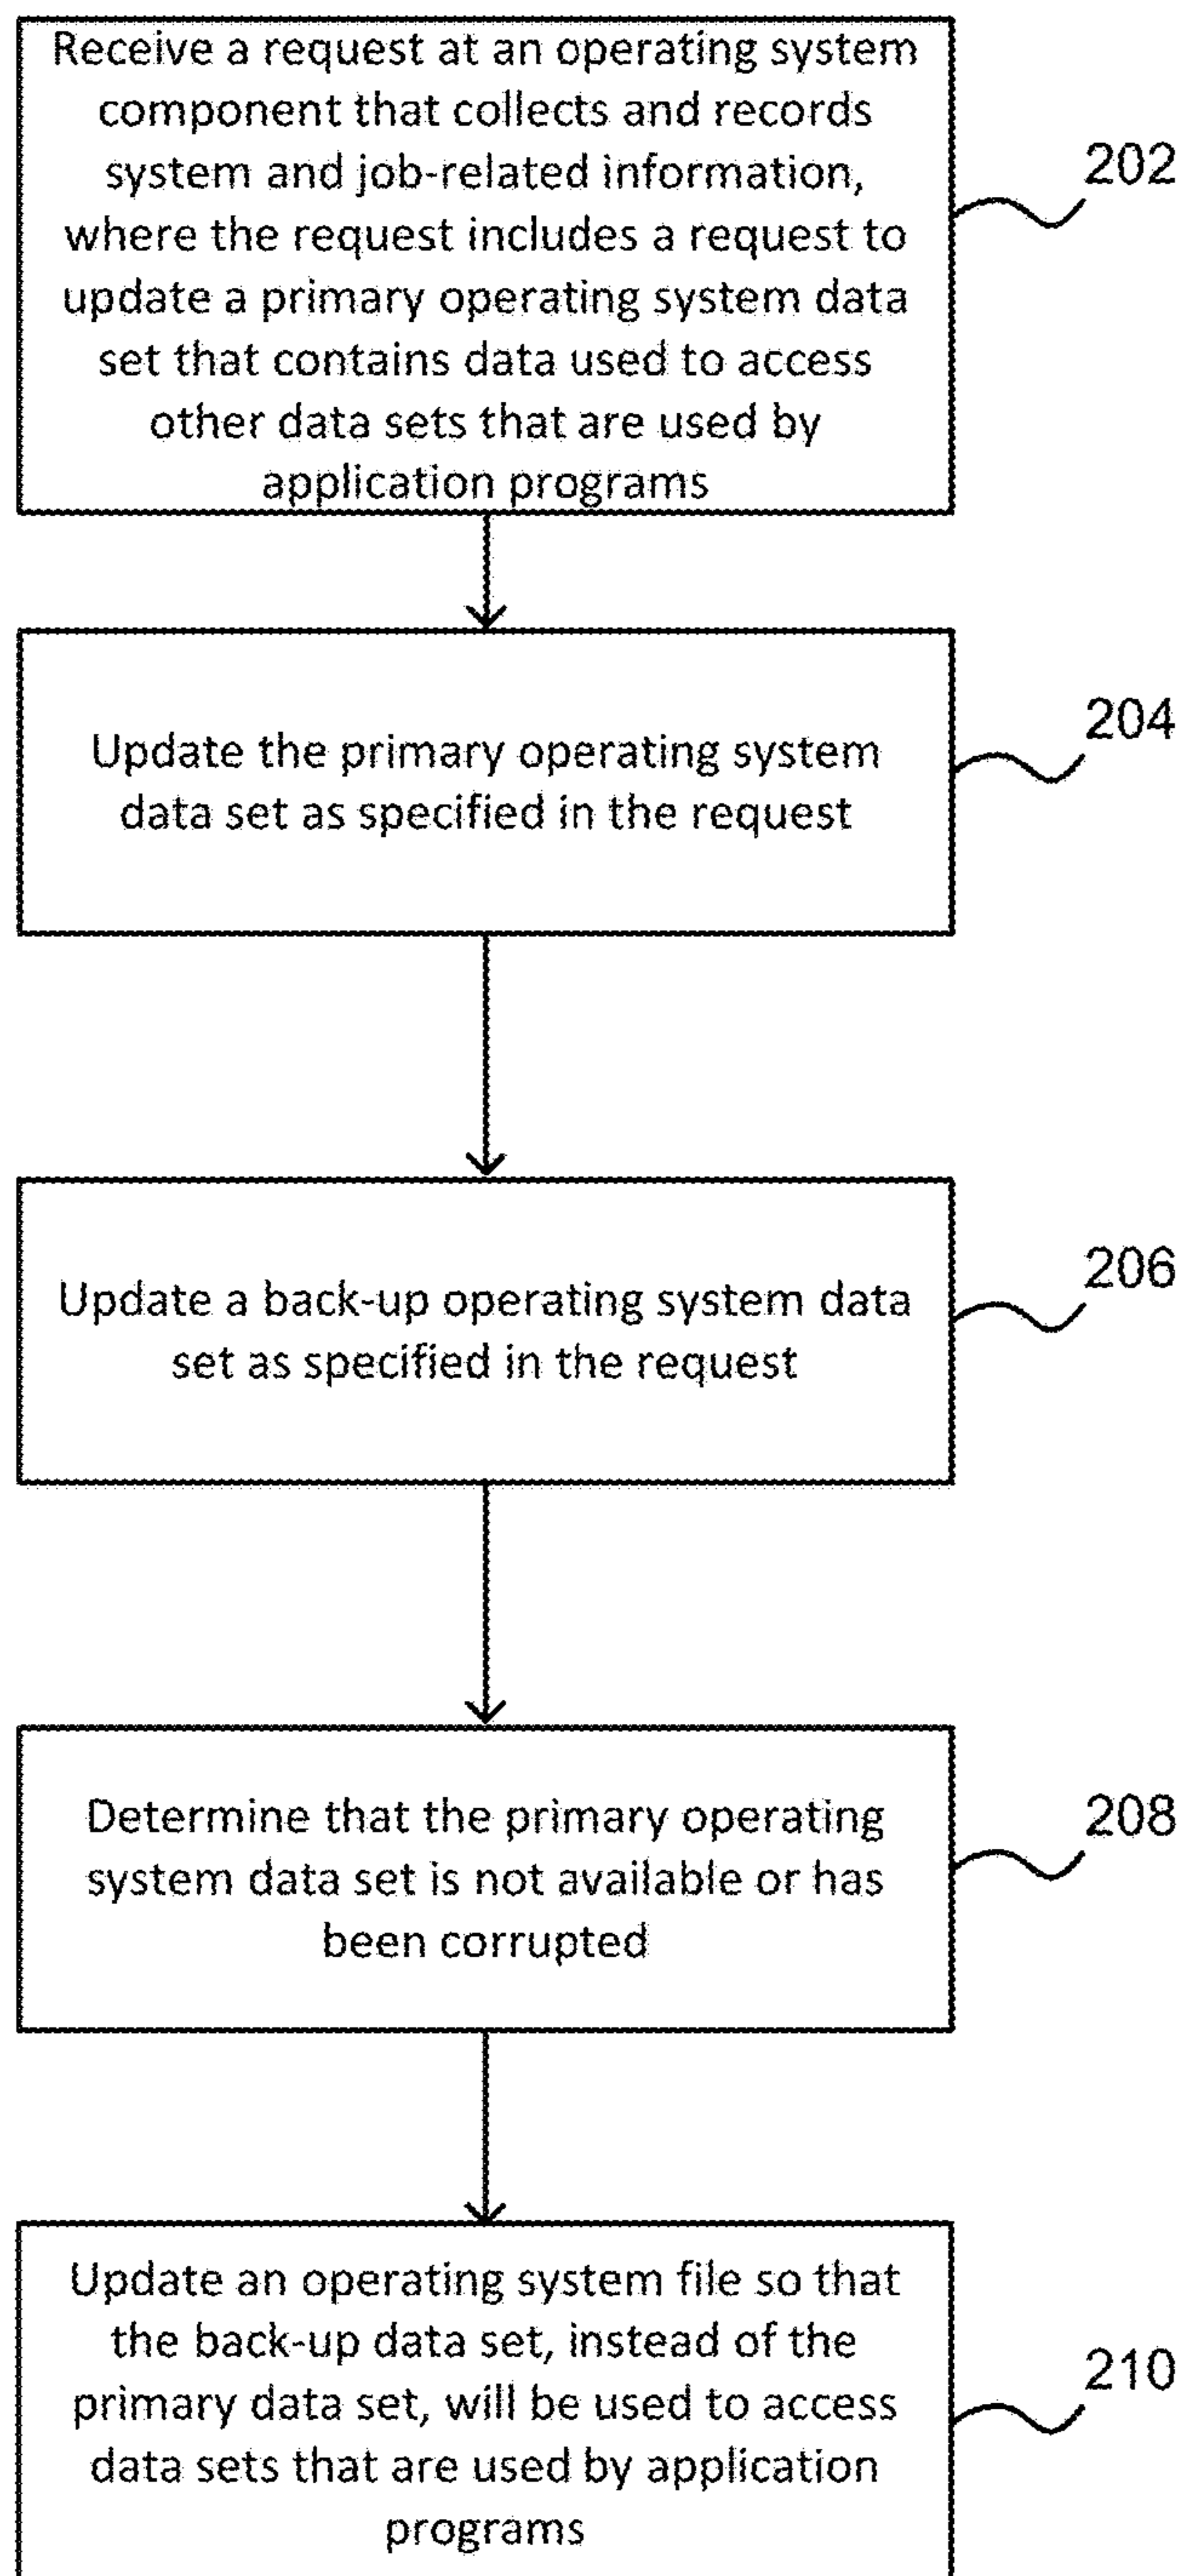 Receive a request at an operating system
component that collects and records
system and job-related information,
where the request includes a request to
update a primary operating system data
set that contains data used to access
other data sets that are used by
application programs
202
Update the primary operating system
data set as specified in the request
204
Update a back-up operating system data
set as specified in the request
206
Determine that the primary operating
system data set is not available or has
been corrupted
208
Update an operating system file so that
the back-up data set, instead of the
primary data set, will be used to access
data sets that are used by application
programs
210